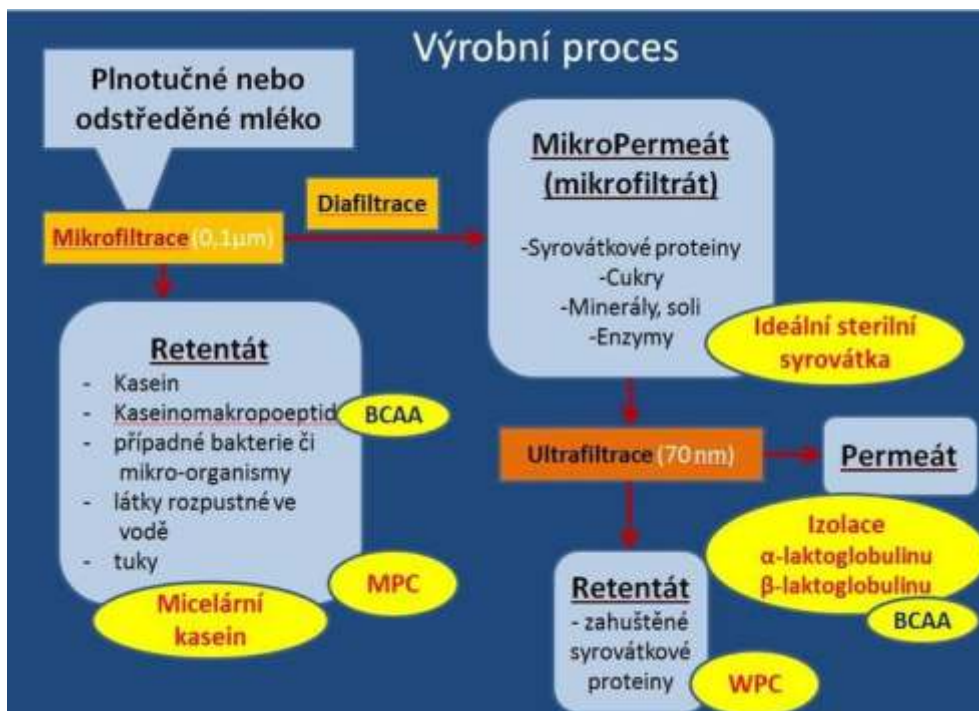 Výrobní proces
Plnotučné nebo
odstředěné mléko
Mikrofiltrace (0,1µm)
Diafiltrace
MikroPermeát
(mikrofiltrát)
-Syrovátkové proteiny
-Cukry
-Minerály, soli
-Enzymy
Ideální sterilní
syrovátka
Retentát
- Kasein
- Kaseinomakropoeptid
BCAA
- případné bakterie či
mikro-organismy
- látky rozpustné ve
vodě
- tuky
MPC
Micelární
kasein
Ultrafiltrace (70 nm)
Permeát
Izolace
α-laktoglobulinu
β-laktoglobulinu
BCAA
Retentát
- zahuštěné
syrovátkové
proteiny
WPC